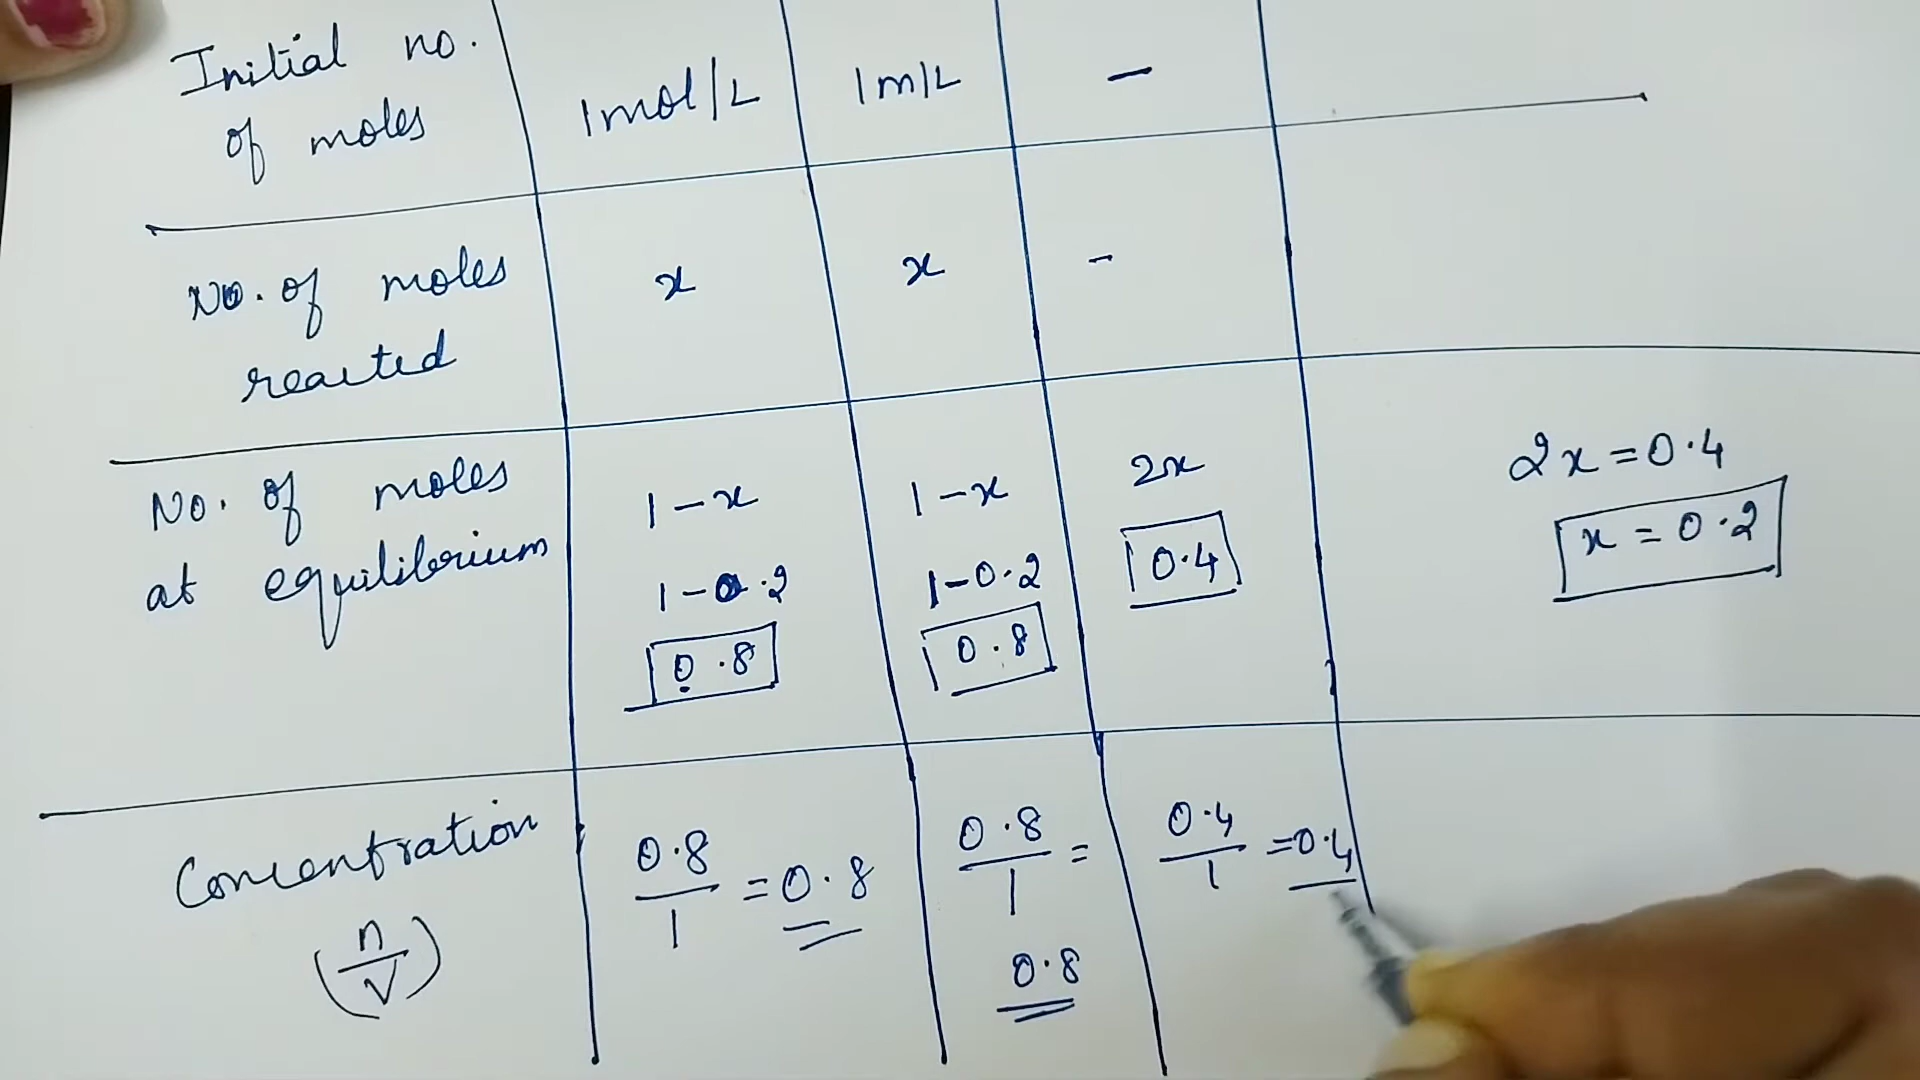 Initial no. of moles
1mol/L
1m/L
—
No. of moles reacted
x
x
-
No. of moles at equilibrium
1-x
1-0.2
0.8
1-x
1-0.2
0.8
2x
0.4
2x=0.4
x=0.2
Concentration
(n/V)
0.8/1 =0.8
0.8/1 =
0.8
0.4/1 =0.4